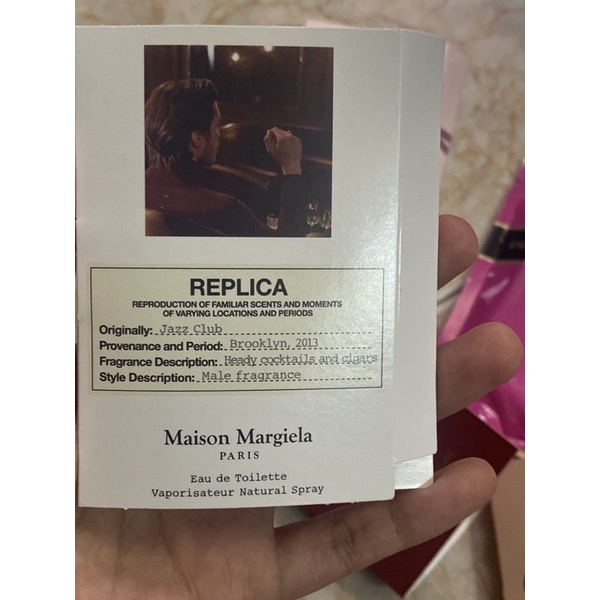 REPLICA
REPRODUCTION OF FAMILIAR SCENTS AND MOMENTS
OF VARYING LOCATIONS AND PERIODS
Originally: Jazz Club
Provenance and Period: Brooklyn, 2013
Fragrance Description: Heady cocktails and cigars
Style Description: Male fragrance
Maison Margiela
PARIS
Eau de Toilette
Vaporisateur Natural Spray